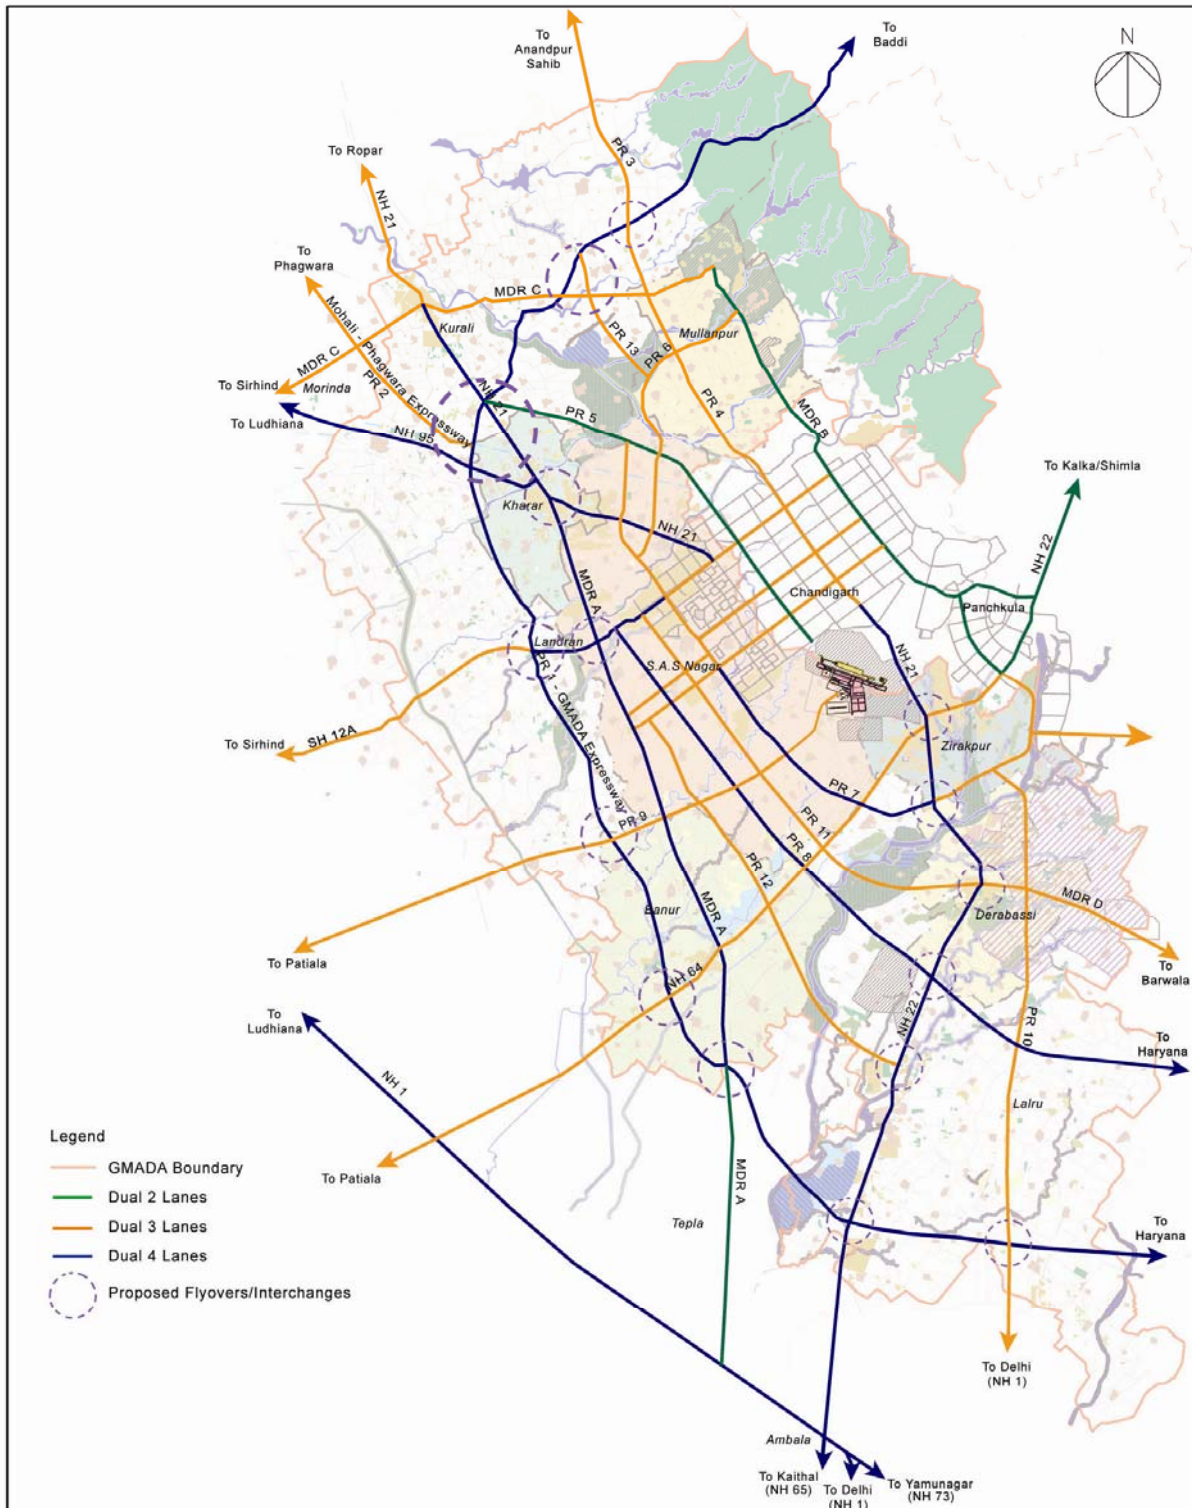 To
Anandpur
Sahib
To
Baddi
N
To Ropar
PR 3
NH 21
To
Phagwara
MDR C
Kurali
Mullanpur
PR 13
PR 6
Mohali - Phagwara Expressway
MDR C
PR 2
To Sirhind
Morinda
NH 21
PR 4
To Ludhiana
NH 95
PR 5
MDR B
To Kalka/Shimla
Kharar
NH 21
NH 22
MDR A
Chandigarh
Panchkula
Landran
S.A.S Nagar
NH 21
PR 1 - GMADA Expressway
To Sirhind
SH 12A
Zirakpur
PR 7
PR 9
PR 11
PR 8
PR 12
MDR D
Banur
MDR A
Derabassi
To Patiala
To
Barwala
NH 64
To
Ludhiana
NH 22
PR 10
To
Haryana
NH 1
Lalru
Legend
GMADA Boundary
To Patiala
MDR A
Dual 2 Lanes
Dual 3 Lanes
Tepla
To
Haryana
Dual 4 Lanes
Proposed Flyovers/Interchanges
To Delhi
(NH 1)
Ambala
To Kaithal
(NH 65)
To Delhi
(NH 1)
To Yamunagar
(NH 73)